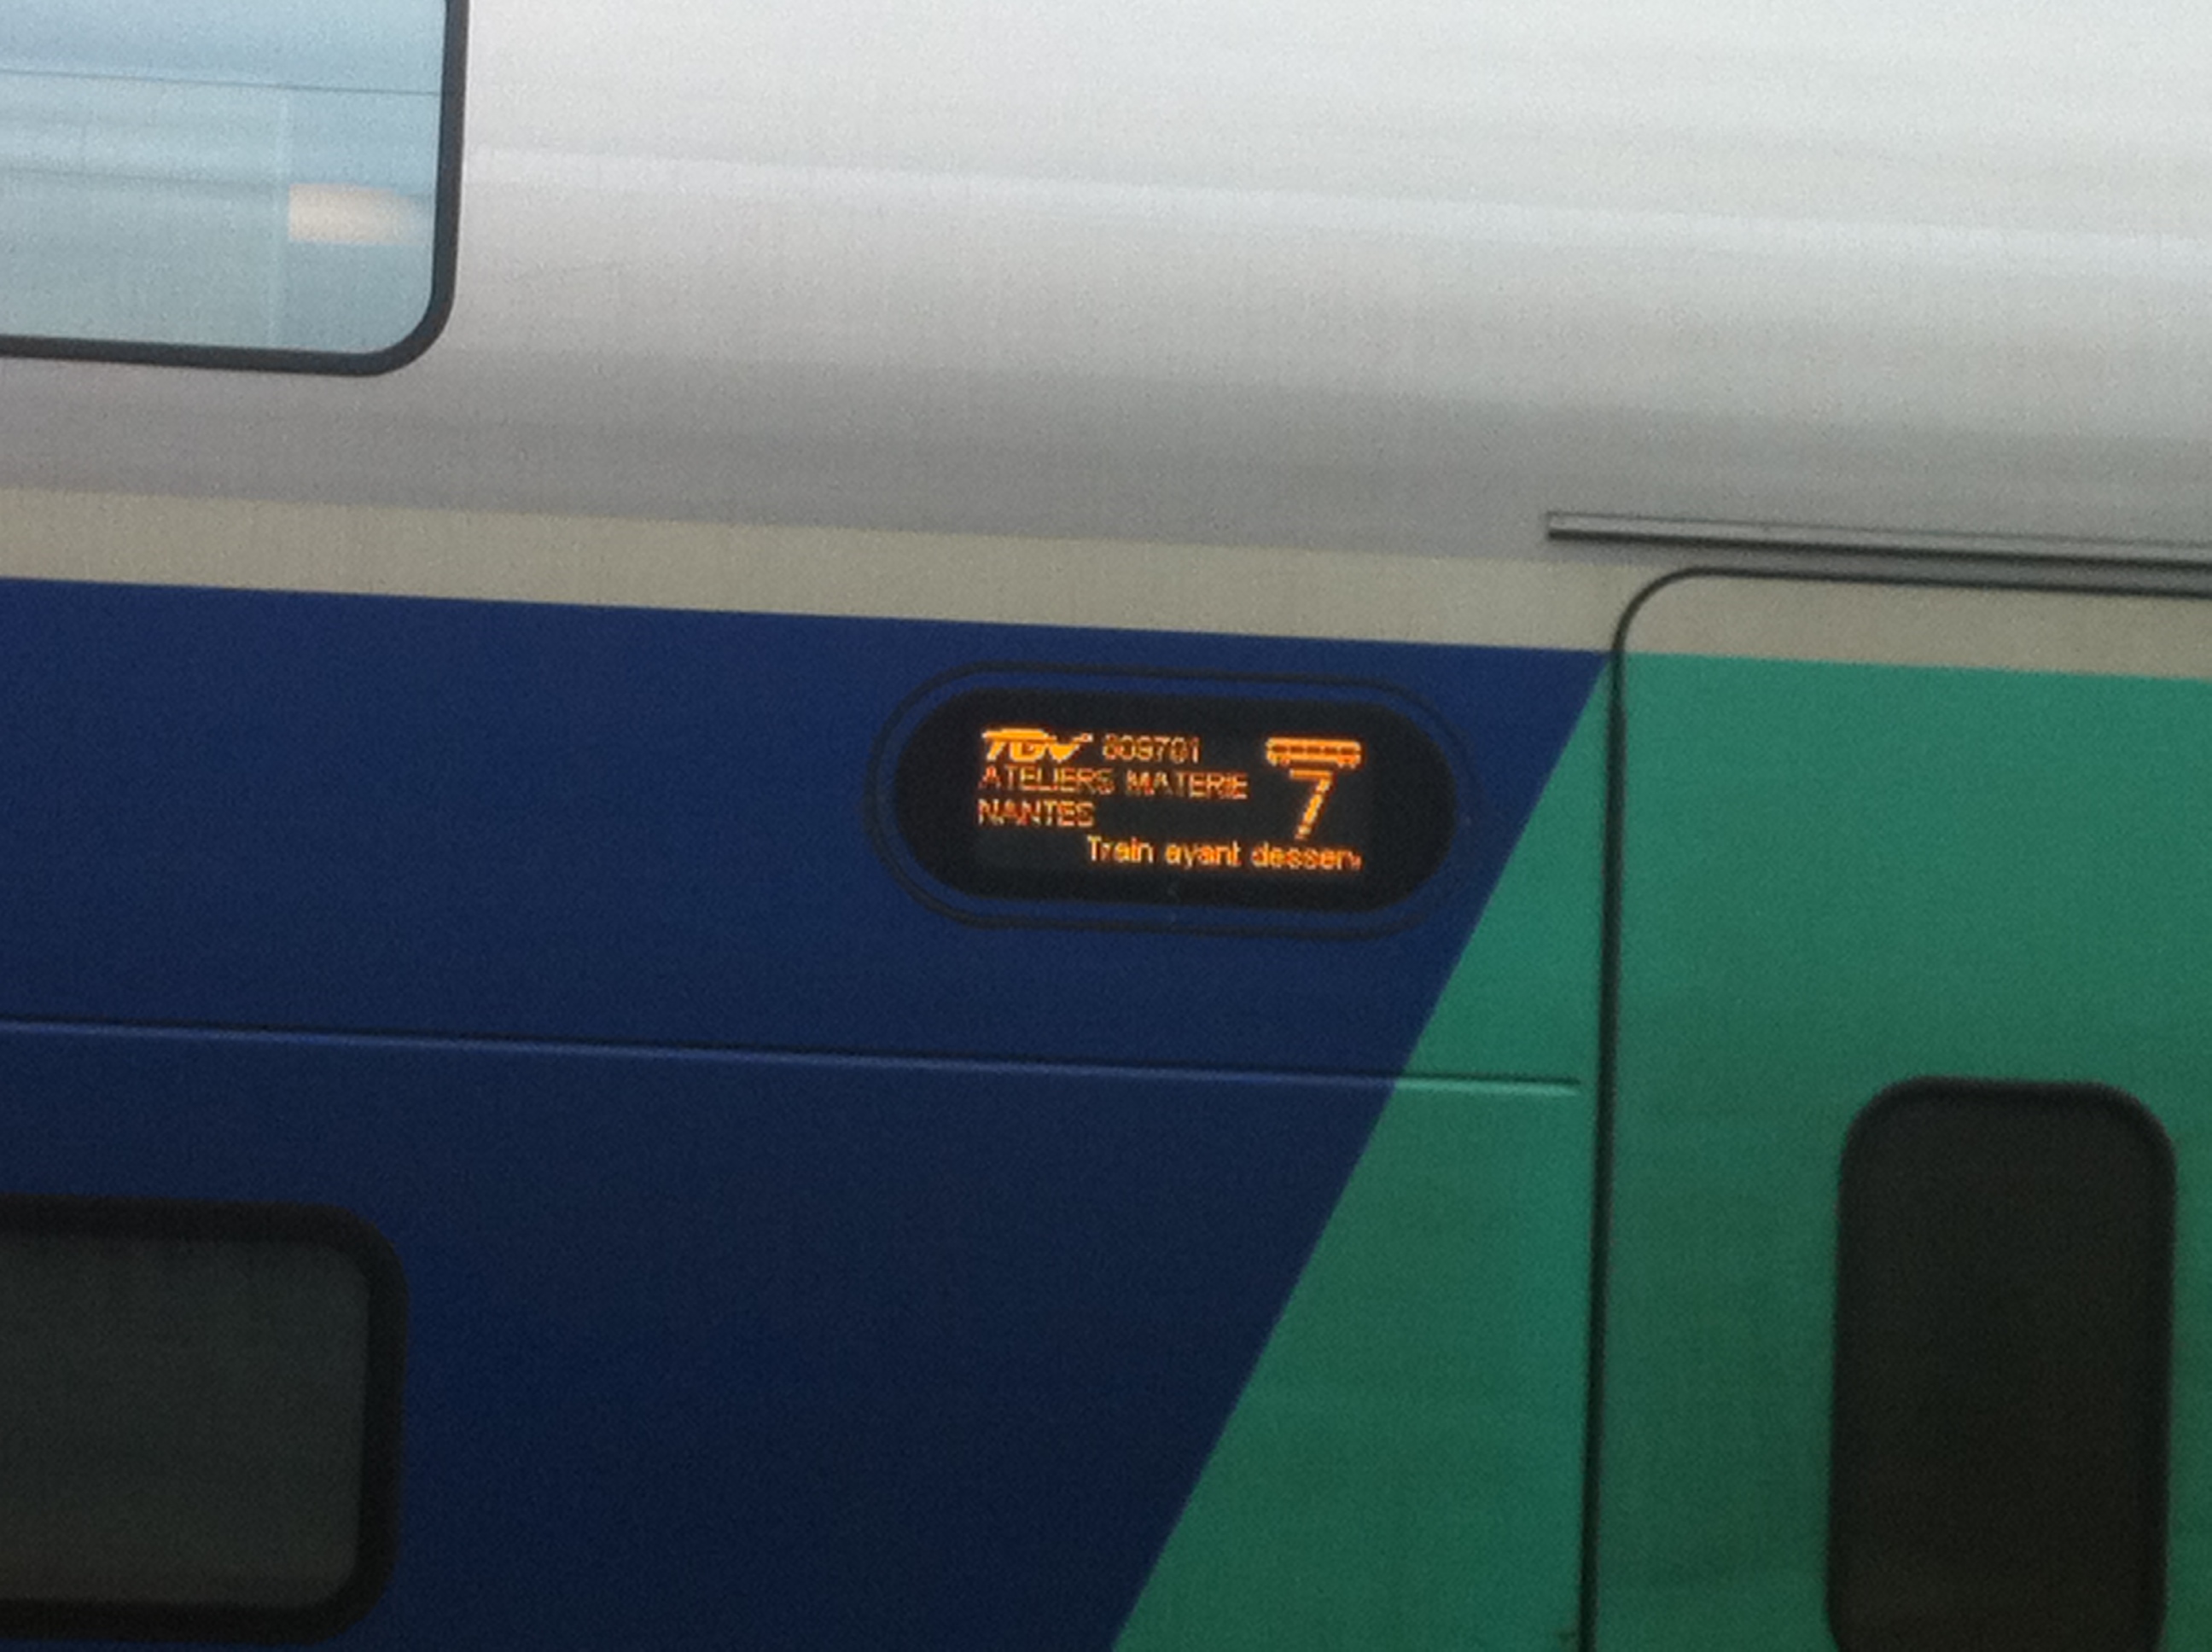 TGV 809701
7
ATELIERS MATERIE
NANTES
Train ayant desserv